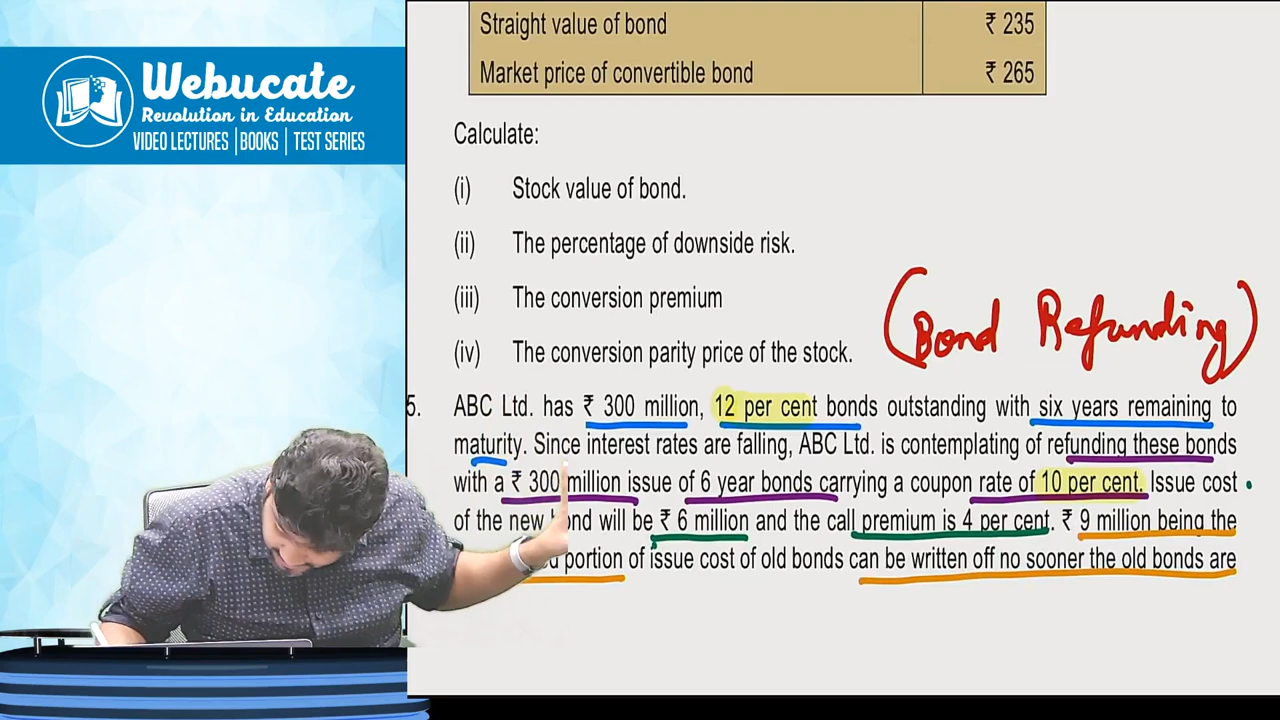 Webucate
Revolution in Education
VIDEO LECTURES | BOOKS | TEST SERIES
Straight value of bond ₹ 235
Market price of convertible bond ₹ 265
Calculate:
(i) Stock value of bond.
(ii) The percentage of downside risk.
(iii) The conversion premium
(iv) The conversion parity price of the stock.
(Bond Refunding)
5. ABC Ltd. has ₹ 300 million, 12 per cent bonds outstanding with six years remaining to
maturity. Since interest rates are falling, ABC Ltd. is contemplating of refunding these bonds
with a ₹ 300 million issue of 6 year bonds carrying a coupon rate of 10 per cent. Issue cost
of the new bond will be ₹ 6 million and the call premium is 4 per cent. ₹ 9 million being the
portion of issue cost of old bonds can be written off no sooner the old bonds are